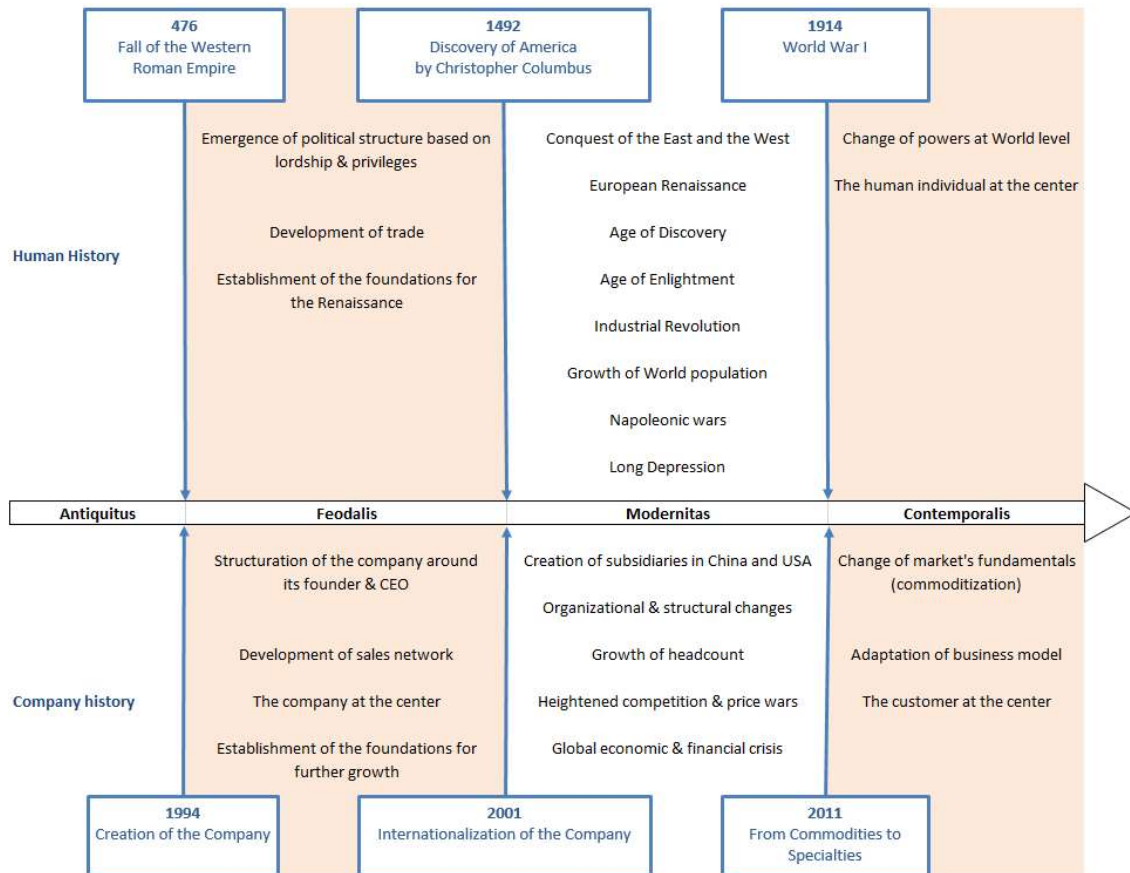 476
Fall of the Western
Roman Empire
1492
Discovery of America
by Christopher Columbus
1914
World War I
Human History
Emergence of political structure based on
lordship & privileges
Development of trade
Establishment of the foundations for
the Renaissance
Conquest of the East and the West
European Renaissance
Age of Discovery
Age of Enlightment
Industrial Revolution
Growth of World population
Napoleonic wars
Long Depression
Change of powers at World level
The human individual at the center
Antiquitus
Feodalis
Modernitas
Contemporalis
Company history
Structuration of the company around
its founder & CEO
Development of sales network
The company at the center
Establishment of the foundations for
further growth
Creation of subsidiaries in China and USA
Organizational & structural changes
Growth of headcount
Heightened competition & price wars
Global economic & financial crisis
Change of market's fundamentals
(commoditization)
Adaptation of business model
The customer at the center
1994
Creation of the Company
2001
Internationalization of the Company
2011
From Commodities to
Specialties